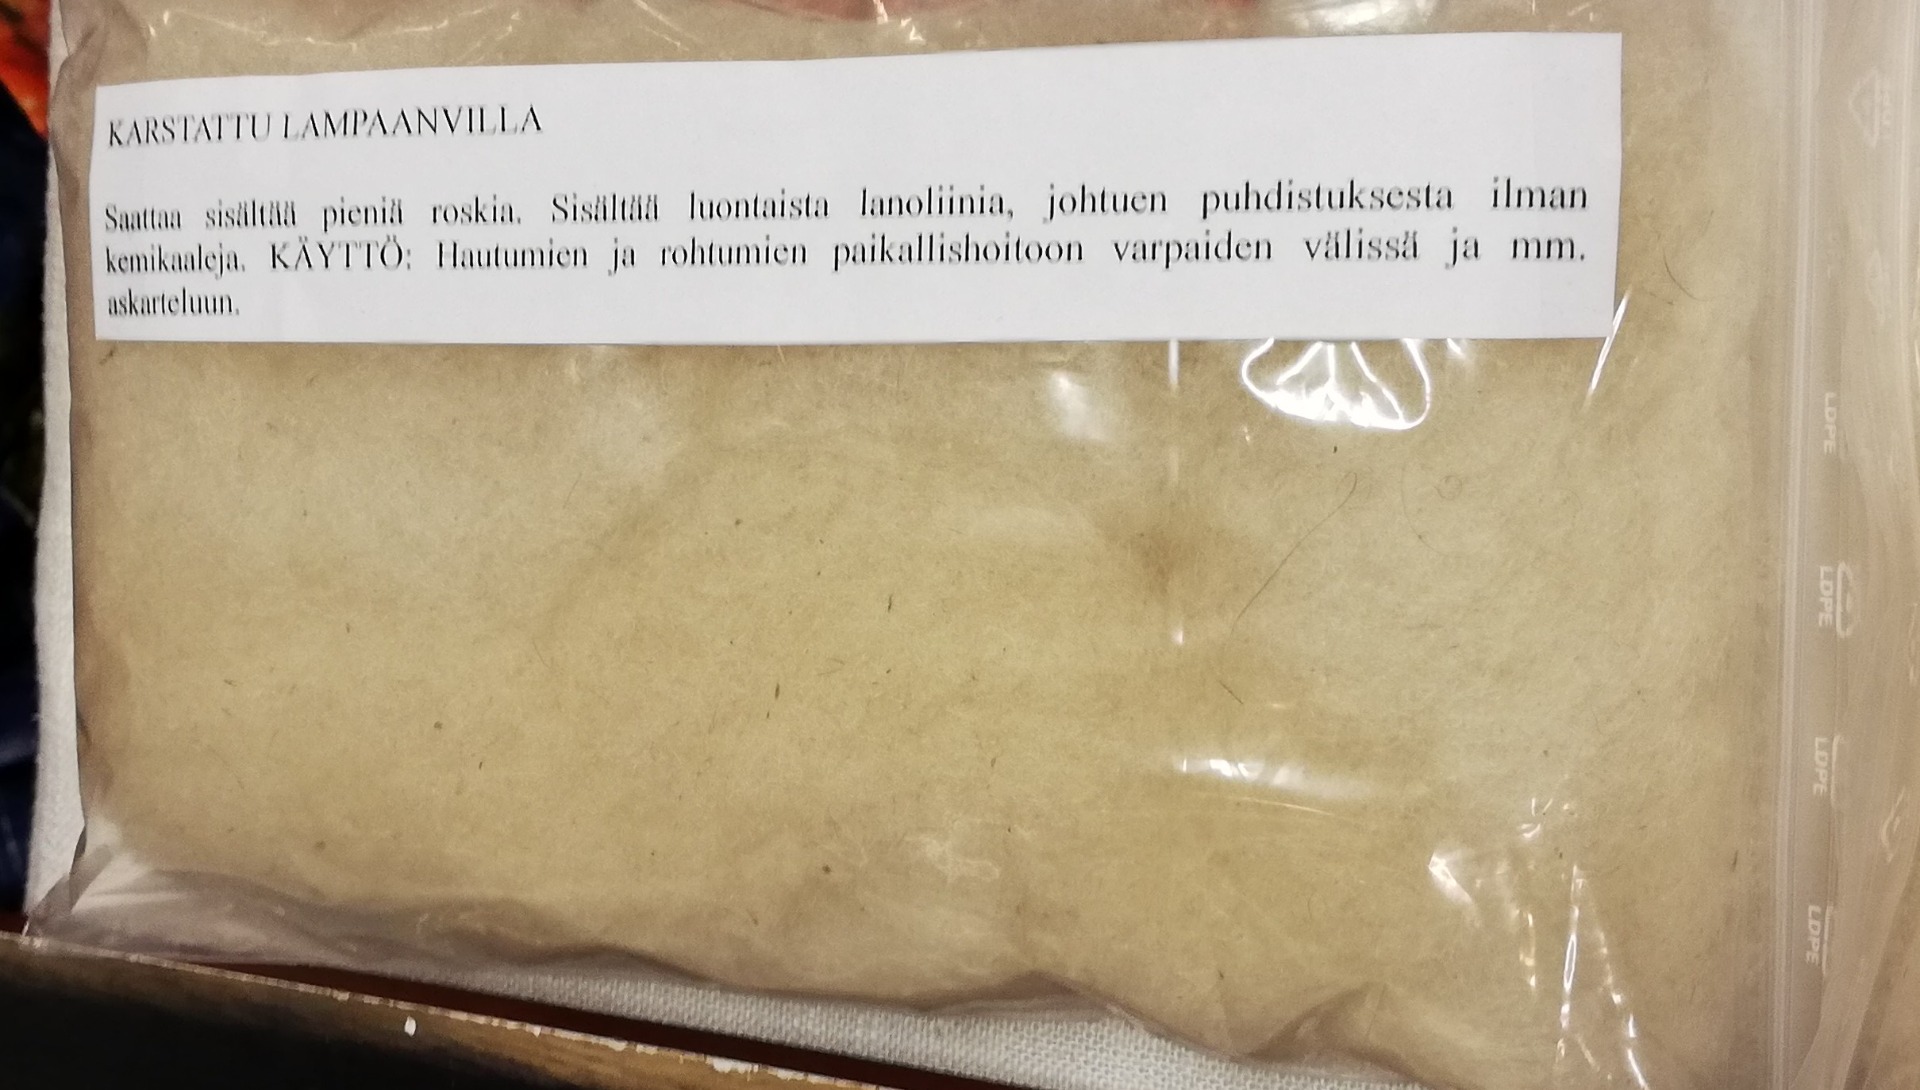 KARSTATTU LAMPAANVILLA
Saattaa sisältää pieniä roskia. Sisältää luontaista lanoliinia, johtuen puhdistuksesta ilman
kemikaaleja. KÄYTTÖ: Hautumien ja rohtumien paikallishoitoon varpaiden välissä ja mm.
askarteluun.
LDPE
LDPE
LDPE
LDPE